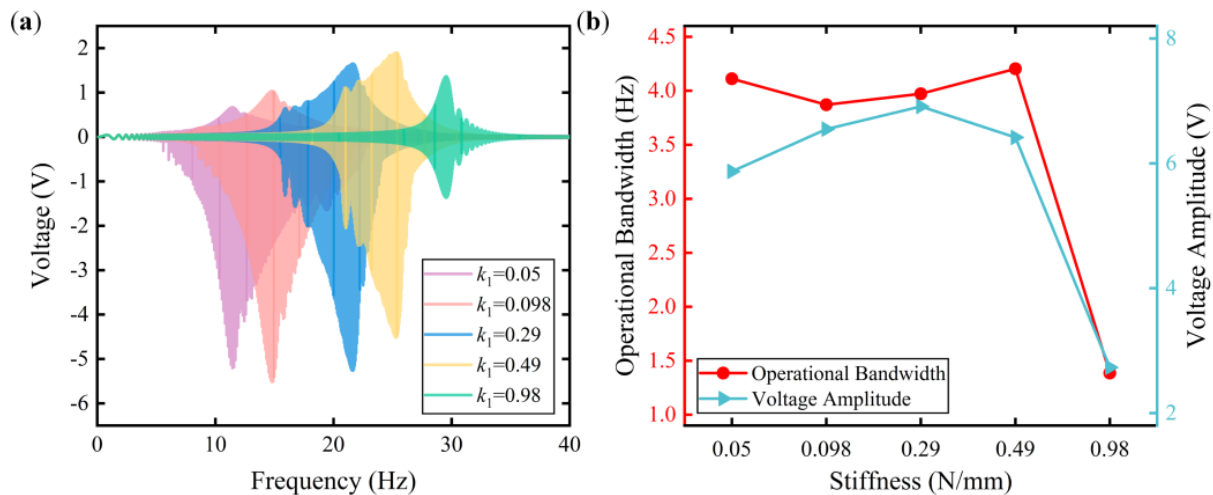 (a)
Voltage (V)
2
1
0
-1
-2
-3
-4
-5
-6
k1=0.05
k1=0.098
k1=0.29
k1=0.49
k1=0.98
0 10 20 30 40
Frequency (Hz)
(b)
Operational Bandwidth (Hz)
4.5
4.0
3.5
3.0
2.5
2.0
1.5
1.0
Operational Bandwidth
Voltage Amplitude
0.05 0.098 0.29 0.49 0.98
Stiffness (N/mm)
8
6
4
2
Voltage Amplitude (V)